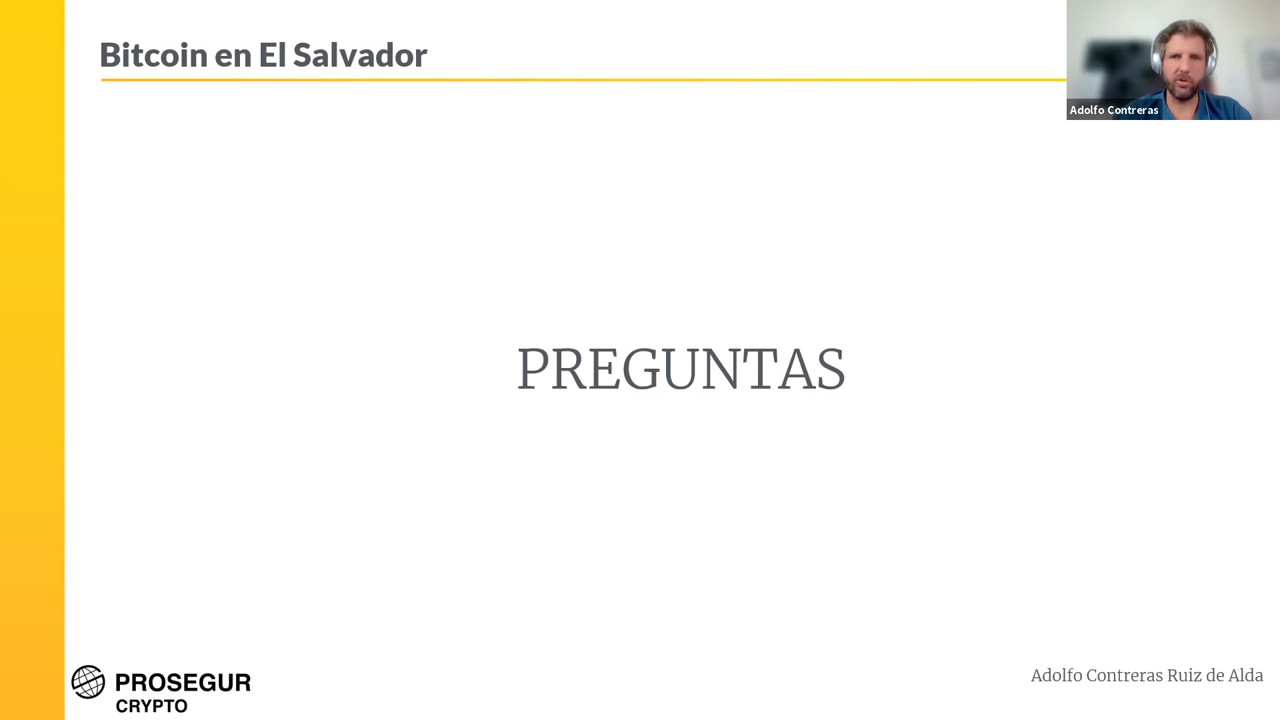 Bitcoin en El Salvador
Adolfo Contreras
PREGUNTAS
PROSEGUR
CRYPTO
Adolfo Contreras Ruiz de Alda